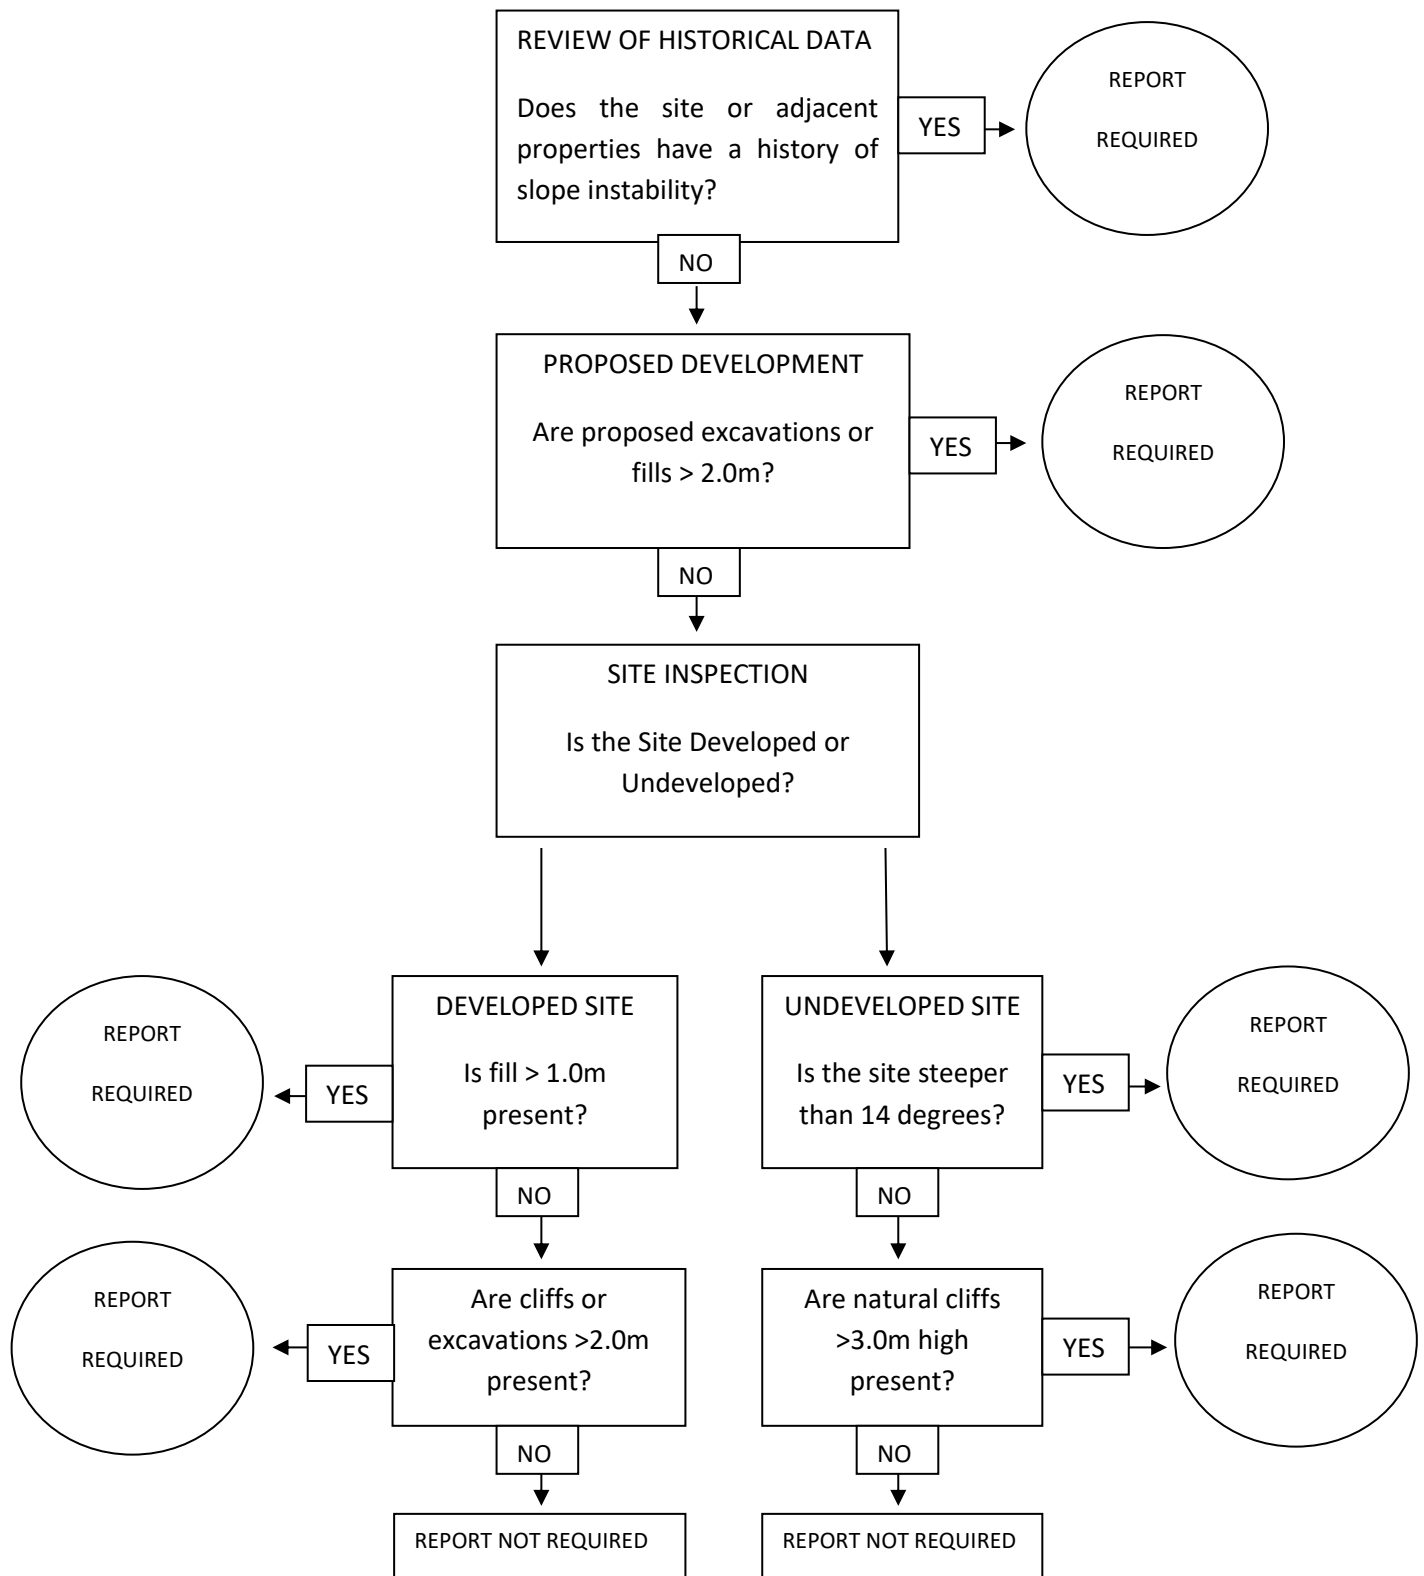 REVIEW OF HISTORICAL DATA
Does the site or adjacent
properties have a history of
slope instability?
YES
REPORT
REQUIRED
NO
PROPOSED DEVELOPMENT
Are proposed excavations or
fills > 2.0m?
YES
REPORT
REQUIRED
NO
SITE INSPECTION
Is the Site Developed or
Undeveloped?
DEVELOPED SITE
Is fill > 1.0m
present?
YES
REPORT
REQUIRED
NO
Are cliffs or
excavations >2.0m
present?
YES
REPORT
REQUIRED
NO
REPORT NOT REQUIRED
UNDEVELOPED SITE
Is the site steeper
than 14 degrees?
YES
REPORT
REQUIRED
NO
Are natural cliffs
>3.0m high
present?
YES
REPORT
REQUIRED
NO
REPORT NOT REQUIRED